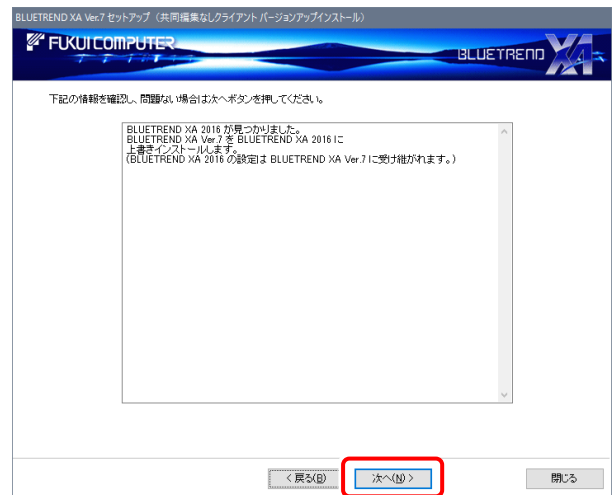 BLUETREND XA Ver.7 セットアップ（共同編集なしクライアント バージョンアップインストール）
FUKUI COMPUTER
BLUETREND XA
下記の情報を確認し、問題ない場合は次へボタンを押してください。
BLUETREND XA 2016 が見つかりました。
BLUETREND XA Ver.7 を BLUETREND XA 2016 に
上書きインストールします。
(BLUETREND XA 2016 の設定は BLUETREND XA Ver.7 に受け継がれます。)
< 戻る(B)
次へ(N) >
閉じる